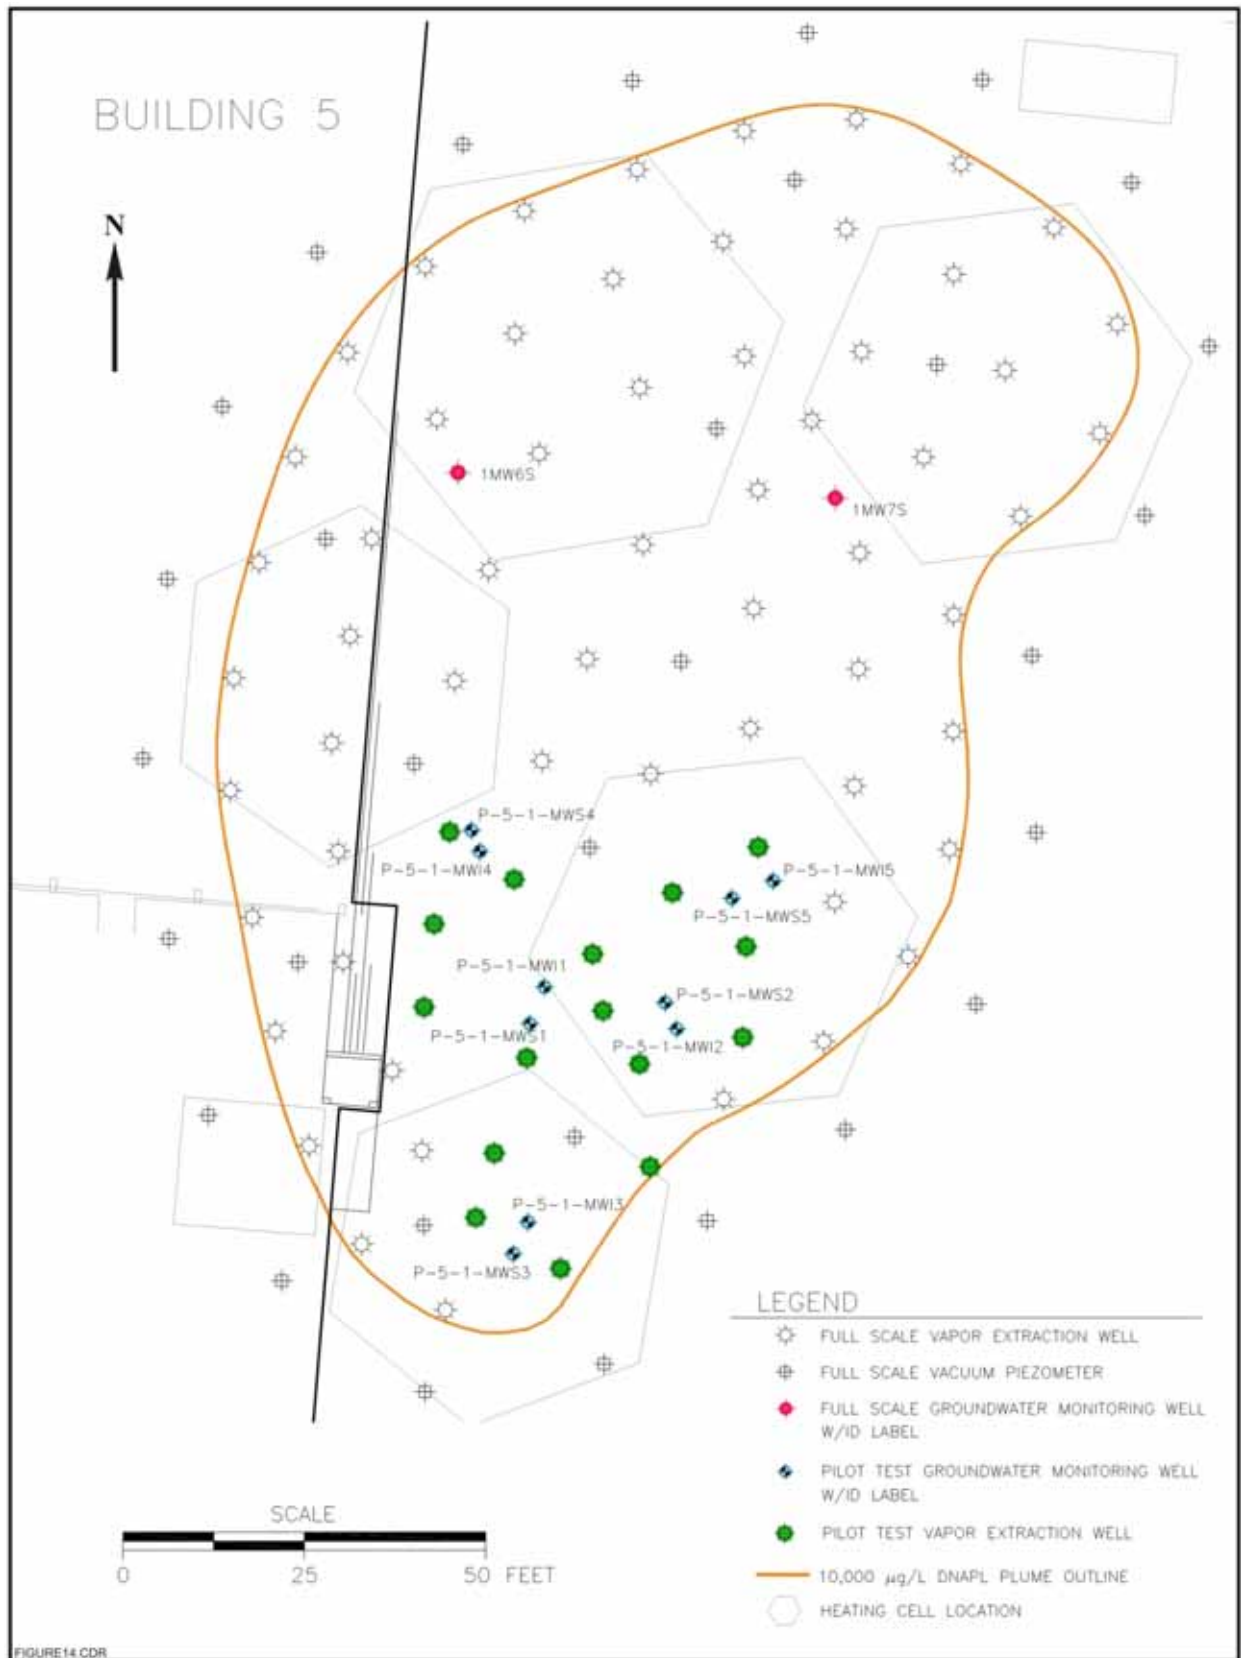 BUILDING 5
N
1MW6S
1MW7S
P-5-1-MWS4
P-5-1-MWI4
P-5-1-MWI5
P-5-1-MWS5
P-5-1-MWI1
P-5-1-MWS2
P-5-1-MWS1
P-5-1-MWI2
P-5-1-MWI3
P-5-1-MWS3
LEGEND
FULL SCALE VAPOR EXTRACTION WELL
FULL SCALE VACUUM PIEZOMETER
FULL SCALE GROUNDWATER MONITORING WELL
W/ID LABEL
PILOT TEST GROUNDWATER MONITORING WELL
W/ID LABEL
PILOT TEST VAPOR EXTRACTION WELL
10,000 µg/L DNAPL PLUME OUTLINE
HEATING CELL LOCATION
SCALE
0 25 50 FEET
FIGURE14.CDR